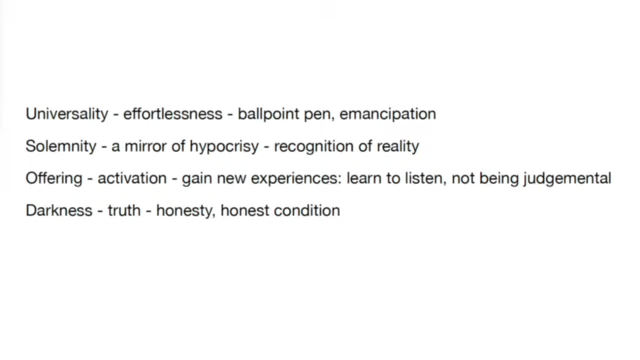 Universality - effortlessness - ballpoint pen, emancipation
Solemnity - a mirror of hypocrisy - recognition of reality
Offering - activation - gain new experiences: learn to listen, not being judgemental
Darkness - truth - honesty, honest condition